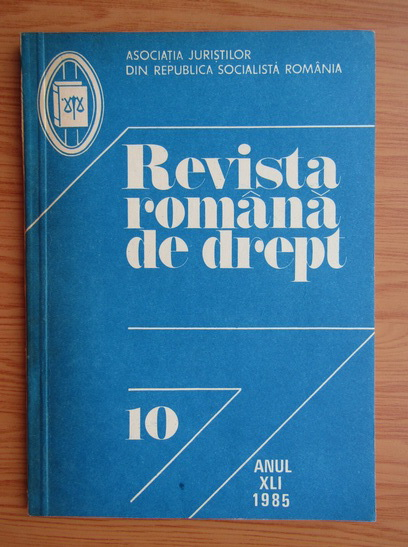 ASOCIAȚIA JURIȘTILOR
DIN REPUBLICA SOCIALISTĂ ROMÂNIA
Revista
română
de drept
10
ANUL
XLI
1985